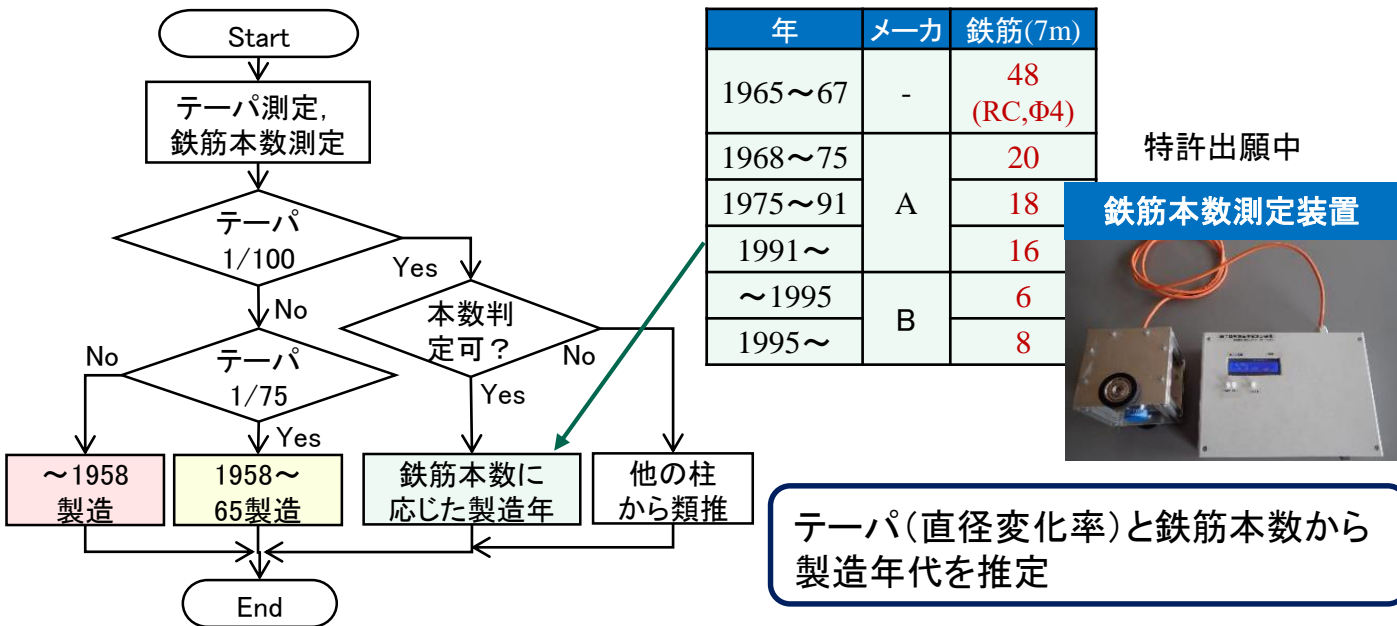 Start
テーパ測定,
鉄筋本数測定
テーパ
1/100
Yes
No
本数判
定可？
No
Yes
No
テーパ
1/75
Yes
～1958
製造
1958～
65製造
鉄筋本数に
応じた製造年
他の柱
から類推
End
年 メーカ 鉄筋(7m)
1965～67 - 48
(RC,Φ4)
1968～75 A 20
1975～91 18
1991～ 16
～1995 B 6
1995～ 8
特許出願中
鉄筋本数測定装置
テーパ（直径変化率）と鉄筋本数から
製造年代を推定